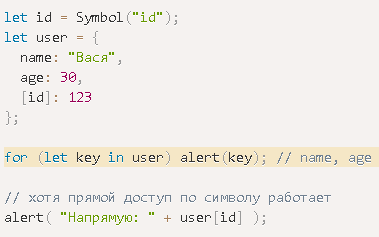 let id = Symbol("id");
let user = {
  name: "Вася",
  age: 30,
  [id]: 123
};

for (let key in user) alert(key); // name, age

// хотя прямой доступ по символу работает
alert( "Напрямую: " + user[id] );